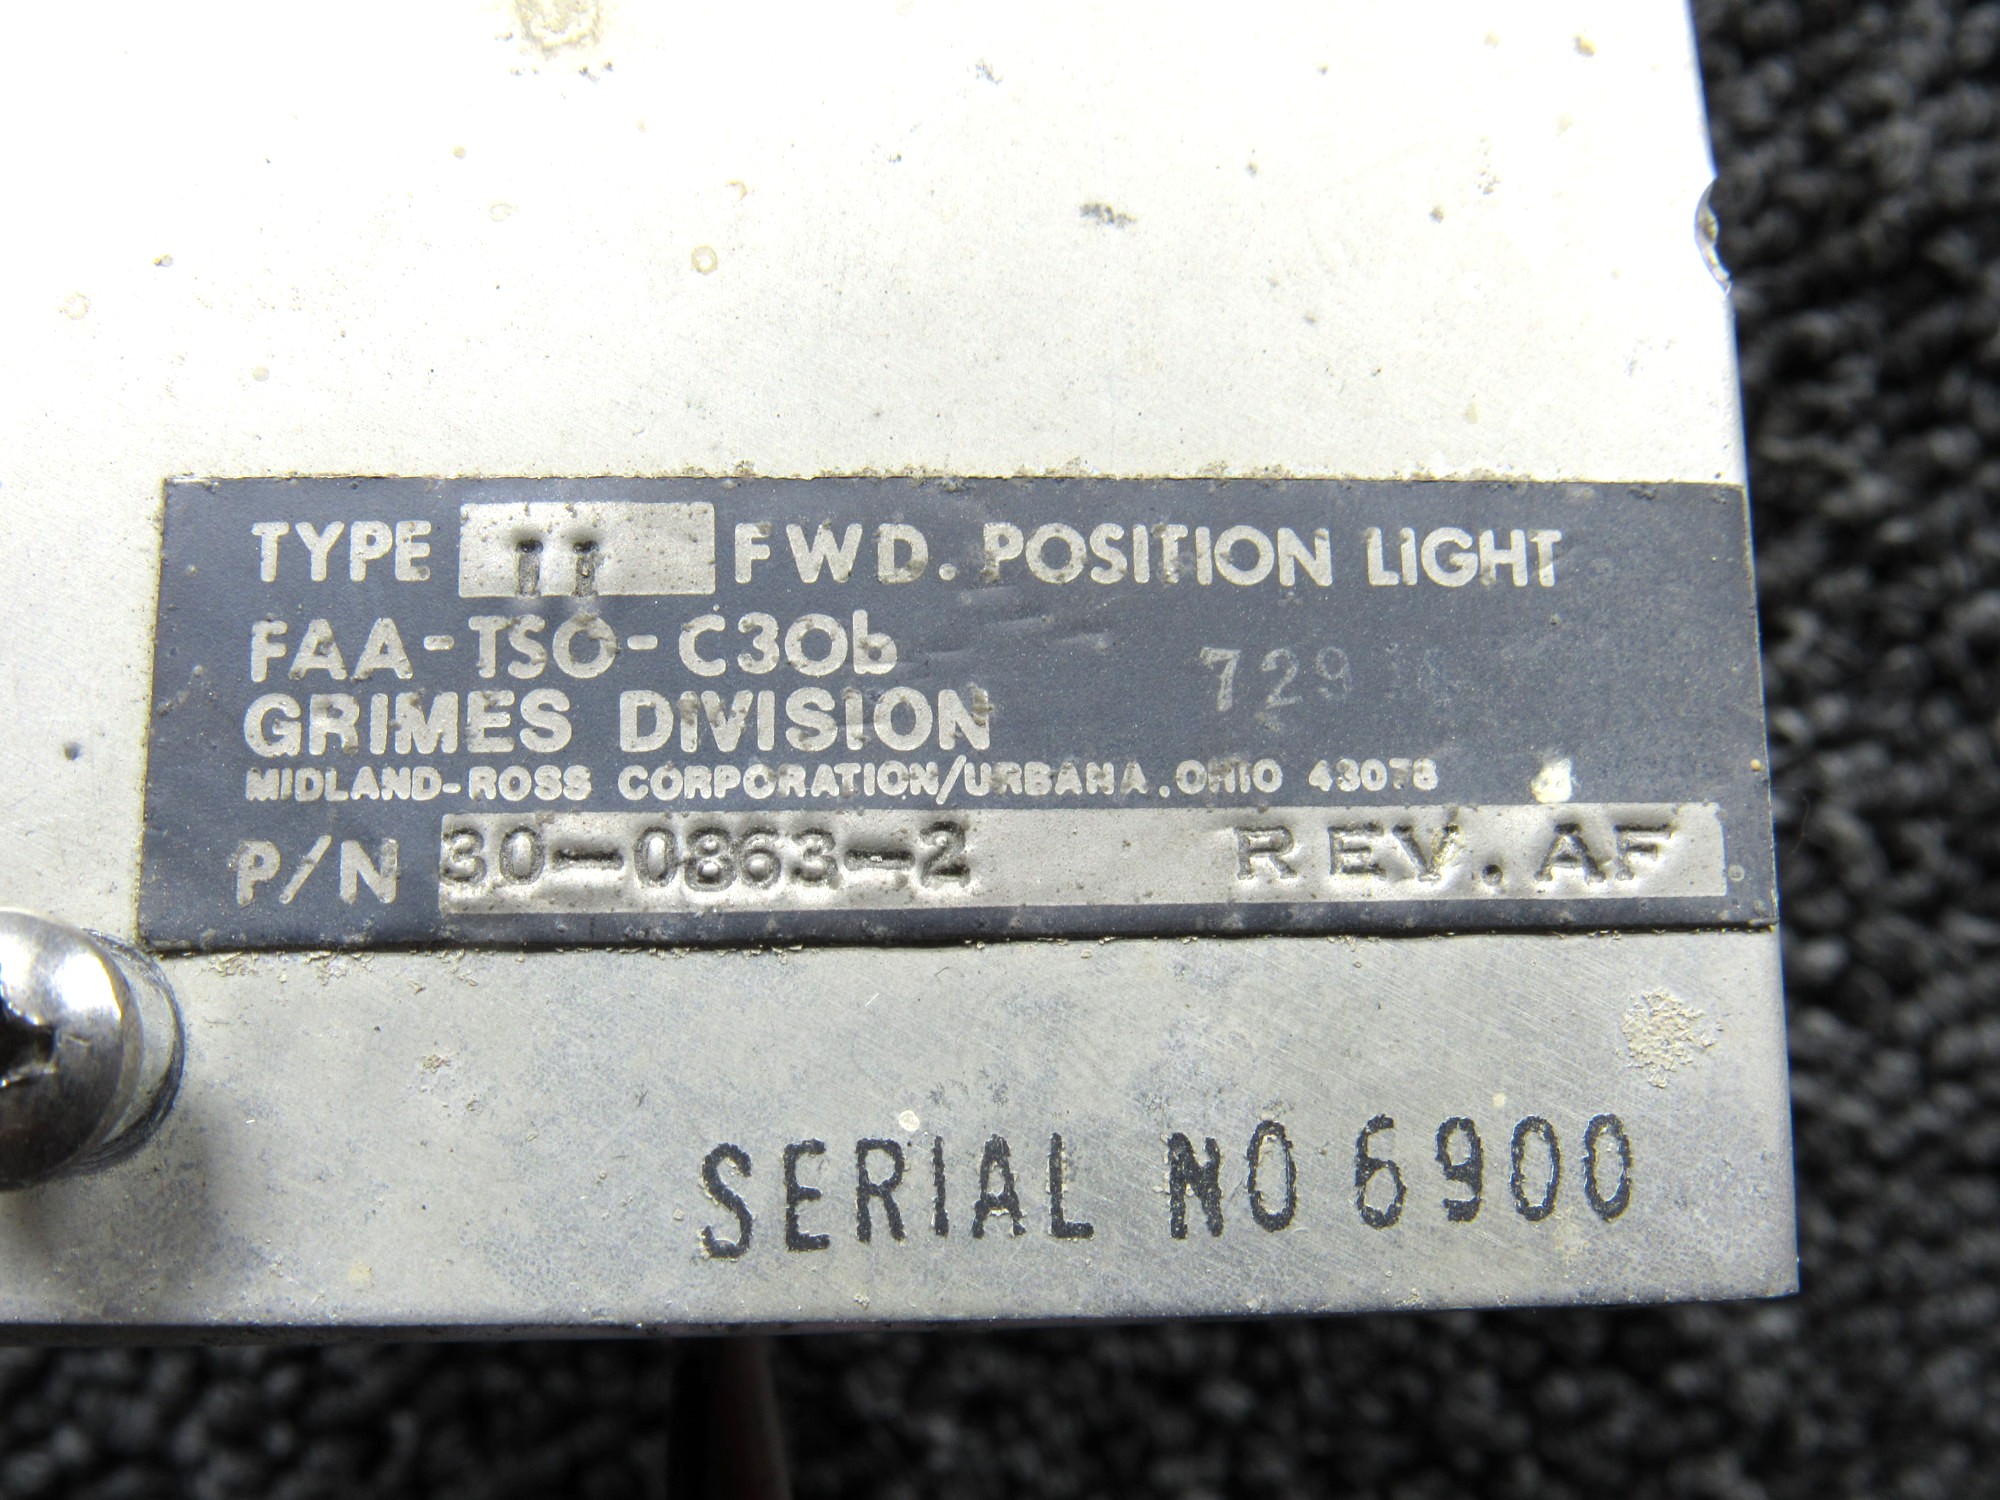 TYPE II FWD. POSITION LIGHT
FAA-TSO-C30b
729
GRIMES DIVISION
MIDLAND-ROSS CORPORATION/URBANA, OHIO 43078
P/N 30-0863-2 REV. AF
SERIAL NO 6900